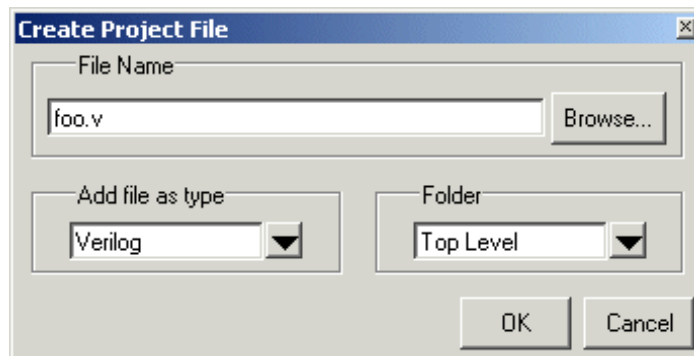 Create Project File
File Name
foo.v
Browse...
Add file as type
Folder
Verilog
Top Level
OK
Cancel